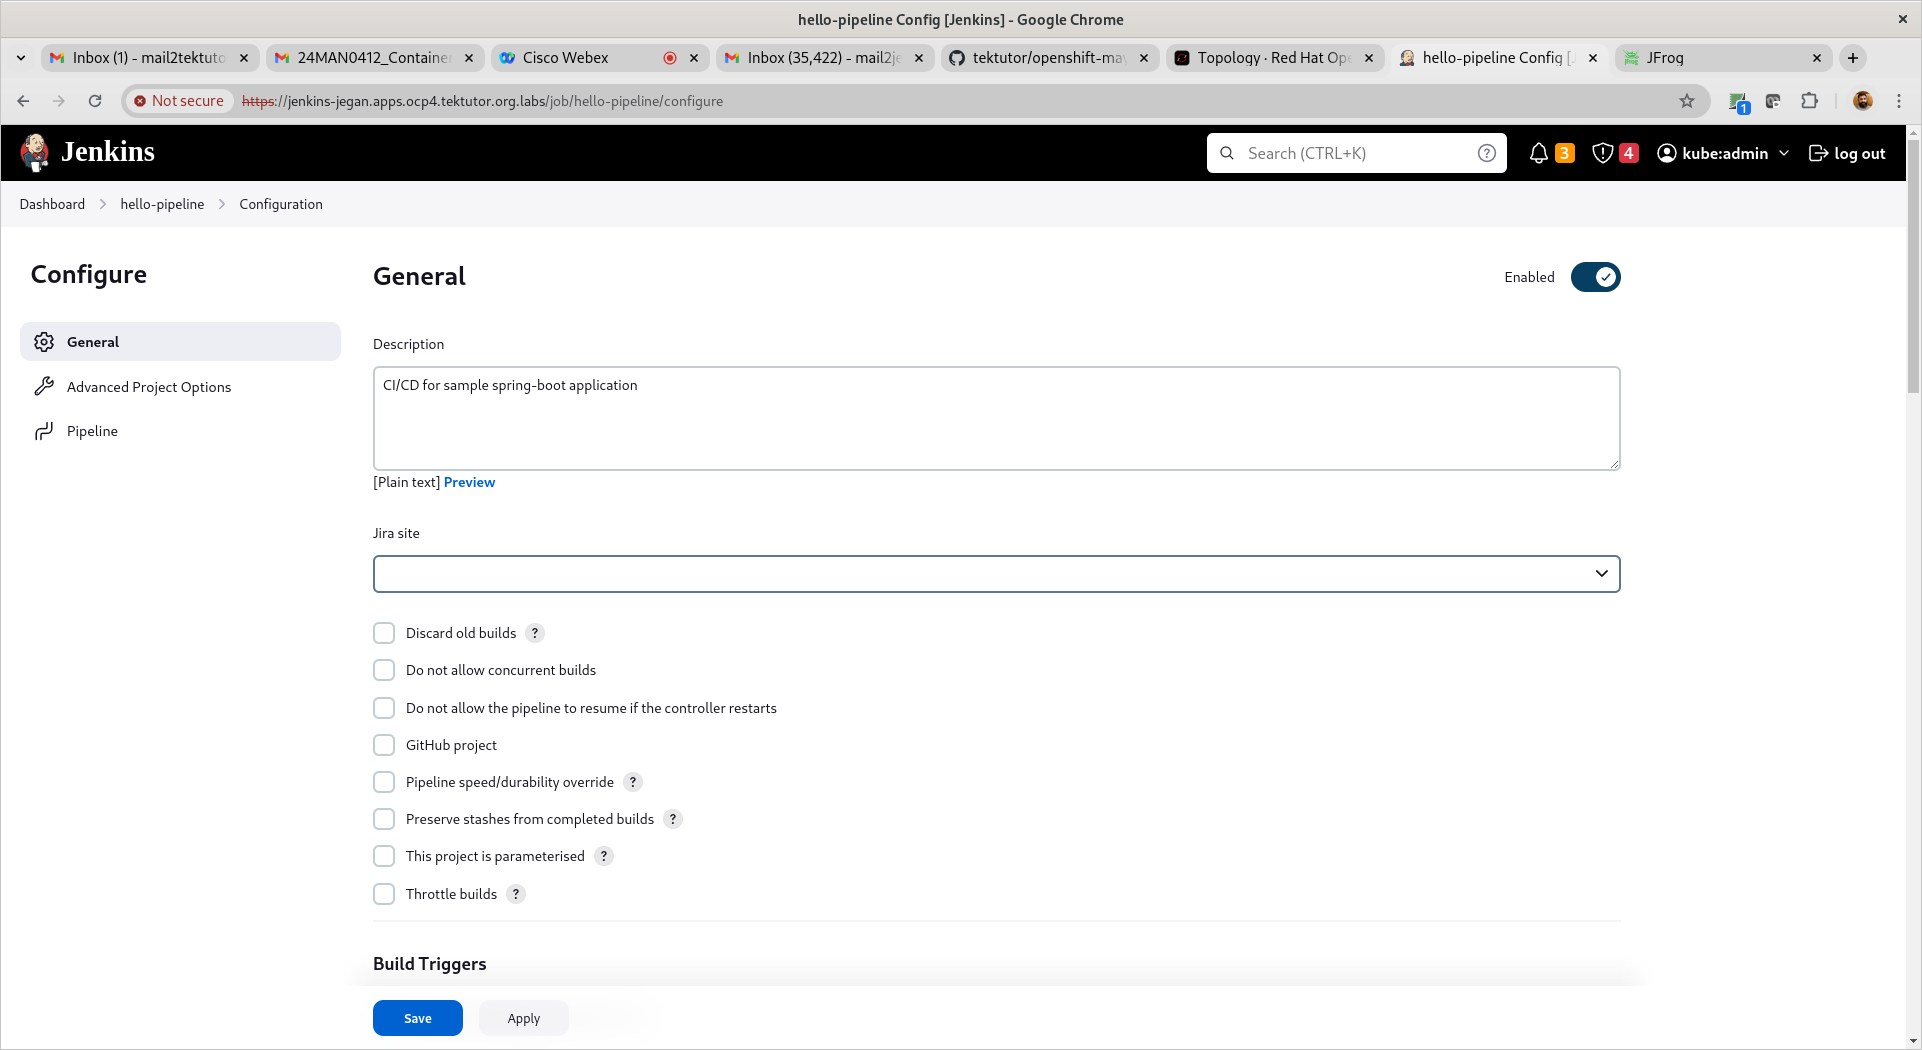 hello-pipeline Config [Jenkins] - Google Chrome
Inbox (1) - mail2tektuto
24MAN0412_Container
Cisco Webex
Inbox (35,422) - mail2je
tektutor/openshift-may
Topology · Red Hat Ope
hello-pipeline Config [J
JFrog
Not secure
https://jenkins-jegan.apps.ocp4.tektutor.org.labs/job/hello-pipeline/configure
1
Jenkins
Search (CTRL+K)
?
3
4
kube:admin
log out
Dashboard
hello-pipeline
Configuration
Configure
General
Advanced Project Options
Pipeline
General
Enabled
Description
CI/CD for sample spring-boot application
[Plain text] Preview
Jira site
Discard old builds ?
Do not allow concurrent builds
Do not allow the pipeline to resume if the controller restarts
GitHub project
Pipeline speed/durability override ?
Preserve stashes from completed builds ?
This project is parameterised ?
Throttle builds ?
Build Triggers
Save
Apply